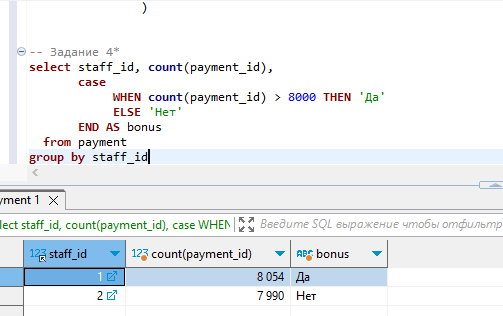 )
-- Задание 4*
select staff_id, count(payment_id),
case
WHEN count(payment_id) > 8000 THEN 'Да'
ELSE 'Нет'
END AS bonus
from payment
group by staff_id
yment 1
lect staff_id, count(payment_id), case WHEN
Введите SQL выражение чтобы отфильтр
123 staff_id 123 count(payment_id) ABC bonus
1 8 054 Да
2 7 990 Нет